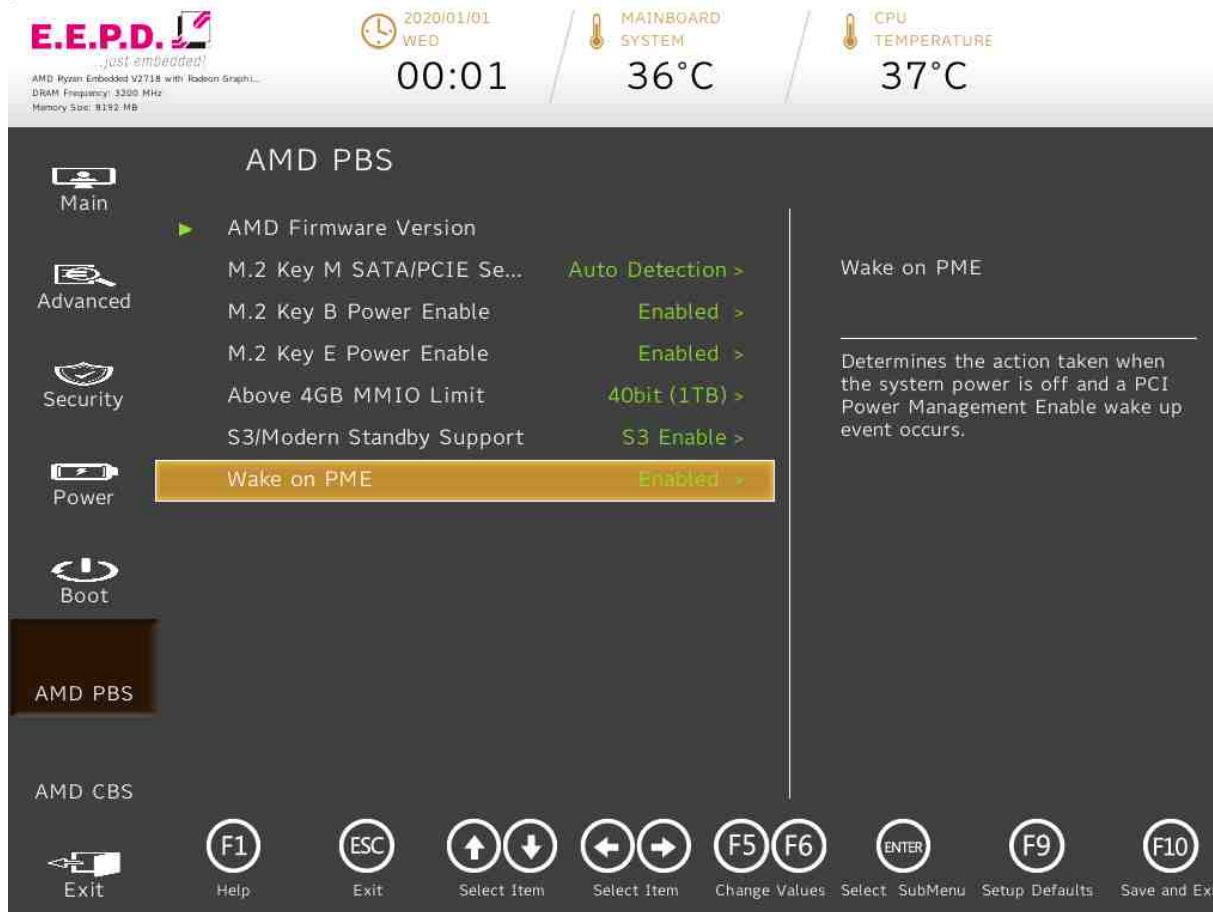 E.E.P.D.
...just embedded!
AMD Ryzen Embedded V2718 with Radeon Graphi...
DRAM Frequency: 3200 MHz
Memory Size: 8192 MB
2020/01/01
WED
00:01
MAINBOARD
SYSTEM
36°C
CPU
TEMPERATURE
37°C
Main
Advanced
Security
Power
Boot
AMD PBS
AMD CBS
Exit
AMD PBS
AMD Firmware Version
M.2 Key M SATA/PCIE Se... Auto Detection >
M.2 Key B Power Enable Enabled >
M.2 Key E Power Enable Enabled >
Above 4GB MMIO Limit 40bit (1TB) >
S3/Modern Standby Support S3 Enable >
Wake on PME Enabled >
Wake on PME
Determines the action taken when
the system power is off and a PCI
Power Management Enable wake up
event occurs.
F1 Help
ESC Exit
Select Item
Select Item
F5 F6 Change Values
ENTER Select SubMenu
F9 Setup Defaults
F10 Save and Ex